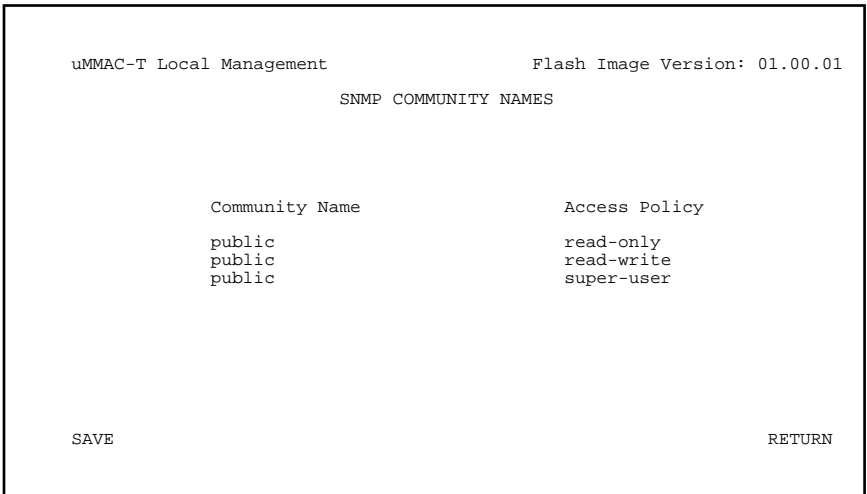 uMMAC-T Local Management Flash Image Version: 01.00.01
SNMP COMMUNITY NAMES
Community Name Access Policy
public read-only
public read-write
public super-user
SAVE RETURN